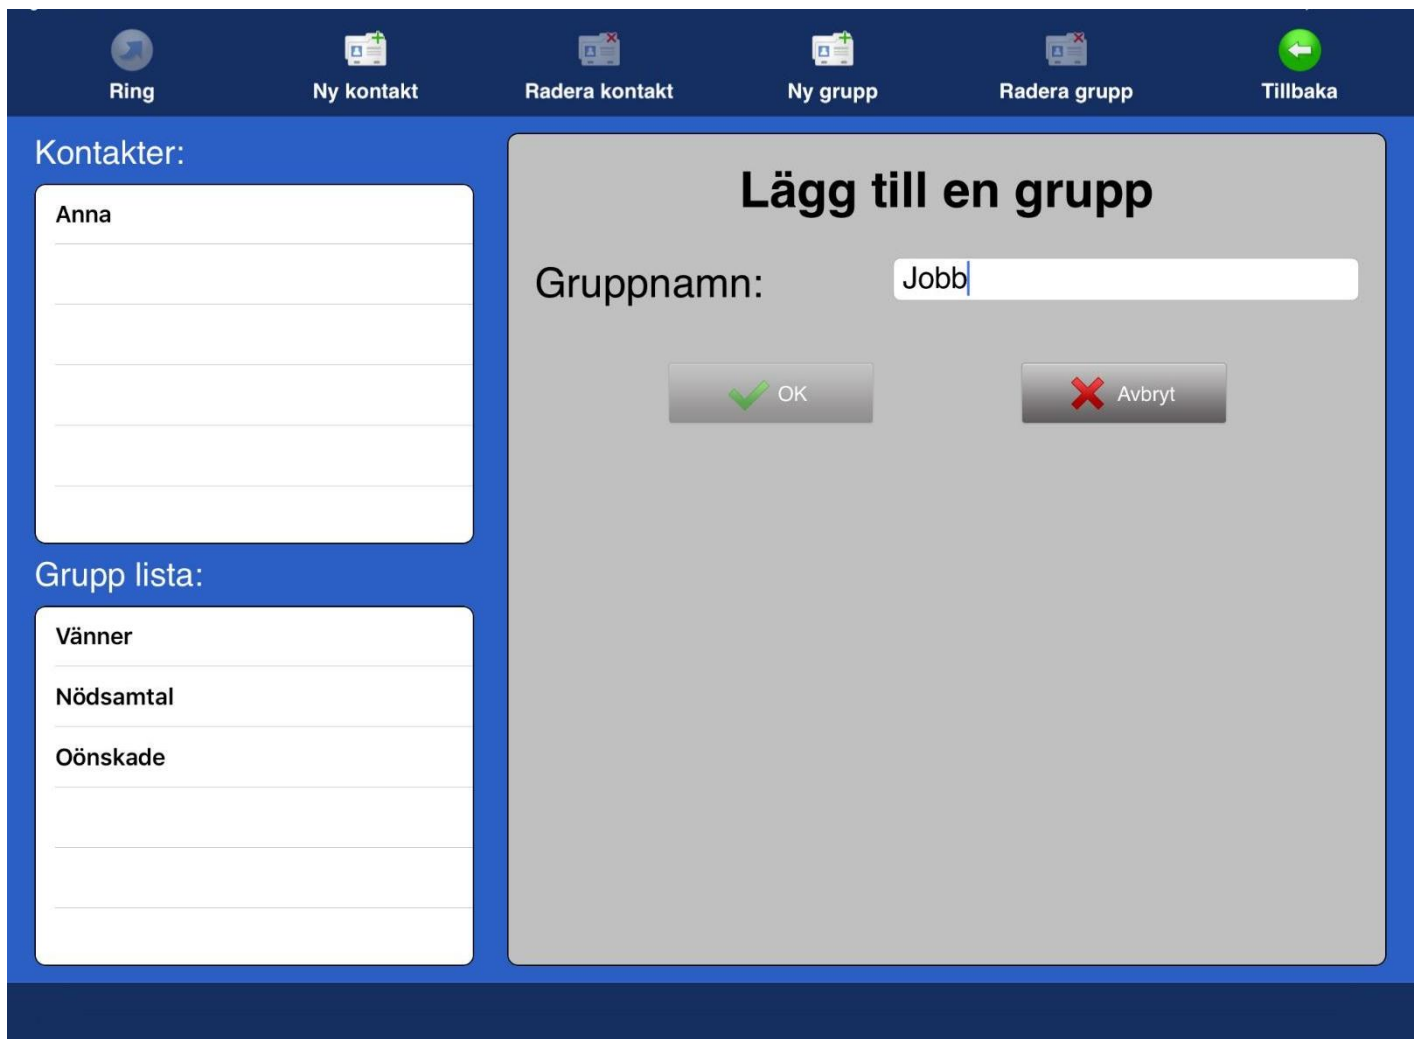 Ring
Ny kontakt
Radera kontakt
Ny grupp
Radera grupp
Tillbaka
Kontakter:
Anna
Grupp lista:
Vänner
Nödsamtal
Oönskade
Lägg till en grupp
Gruppnamn: Jobb
OK
Avbryt